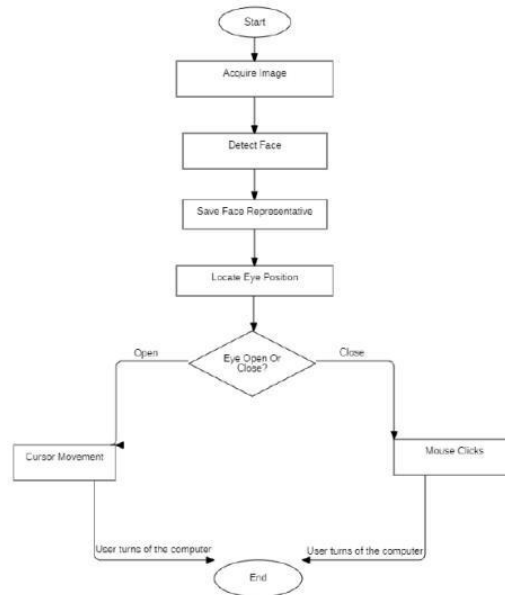 Start
Acquire Image
Detect Face
Save Face Representative
Locate Eye Position
Eye Open Or
Close?
Open
Close
Cursor Movement
Mouse Clicks
User turns of the computer
User turns of the computer
End